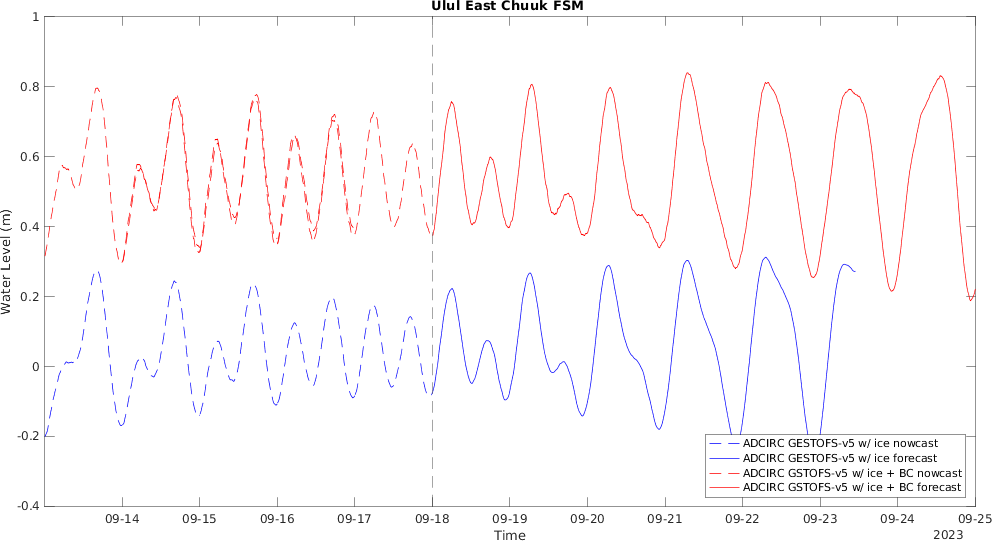 Ulul East Chuuk FSM
1
0.8
0.6
0.4
0.2
0
-0.2
-0.4
Water Level (m)
ADCIRC GESTOFS-v5 w/ ice nowcast
ADCIRC GESTOFS-v5 w/ ice forecast
ADCIRC GSTOFS-v5 w/ ice + BC nowcast
ADCIRC GSTOFS-v5 w/ ice + BC forecast
09-14 09-15 09-16 09-17 09-18 09-19 09-20 09-21 09-22 09-23 09-24 09-25
Time
2023